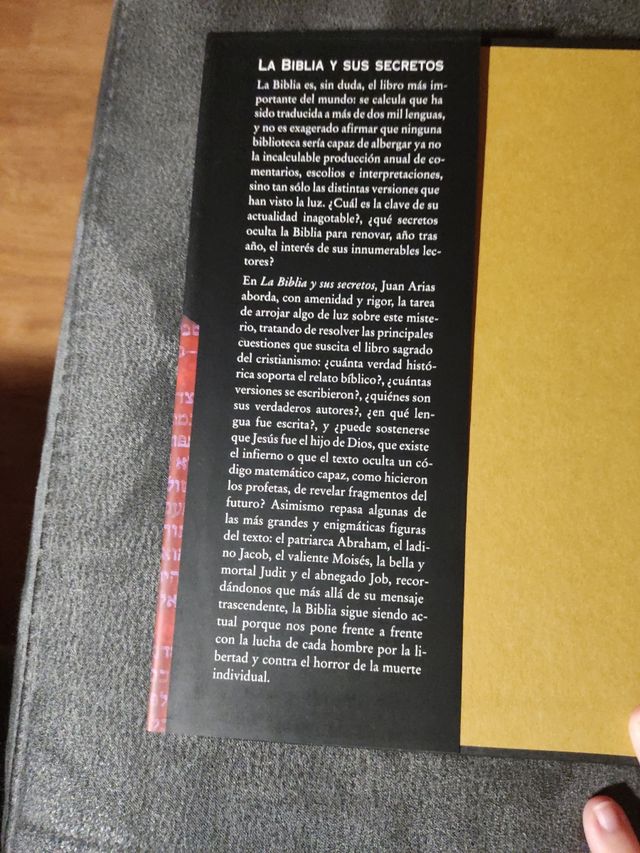 LA BIBLIA Y SUS SECRETOS
La Biblia es, sin duda, el libro más im-
portante del mundo: se calcula que ha
sido traducida a más de dos mil lenguas,
y no es exagerado afirmar que ninguna
biblioteca sería capaz de albergar ya no
la incalculable producción anual de co-
mentarios, escolios e interpretaciones,
sino tan sólo las distintas versiones que
han visto la luz. ¿Cuál es la clave de su
actualidad inagotable?, ¿qué secretos
oculta la Biblia para renovar, año tras
año, el interés de sus innumerables lec-
tores?
En La Biblia y sus secretos, Juan Arias
aborda, con amenidad y rigor, la tarea
de arrojar algo de luz sobre este miste-
rio, tratando de resolver las principales
cuestiones que suscita el libro sagrado
del cristianismo: ¿cuánta verdad histó-
rica soporta el relato bíblico?, ¿cuántas
versiones se escribieron?, ¿quiénes son
sus verdaderos autores?, ¿en qué len-
gua fue escrita?, y ¿puede sostenerse
que Jesús fue el hijo de Dios, que existe
el infierno o que el texto oculta un có-
digo matemático capaz, como hicieron
los profetas, de revelar fragmentos del
futuro? Asimismo repasa algunas de
las más grandes y enigmáticas figuras
del texto: el patriarca Abraham, el ladi-
no Jacob, el valiente Moisés, la bella y
mortal Judit y el abnegado Job, recor-
dándonos que más allá de su mensaje
trascendente, la Biblia sigue siendo ac-
tual porque nos pone frente a frente
con la lucha de cada hombre por la li-
bertad y contra el horror de la muerte
individual.